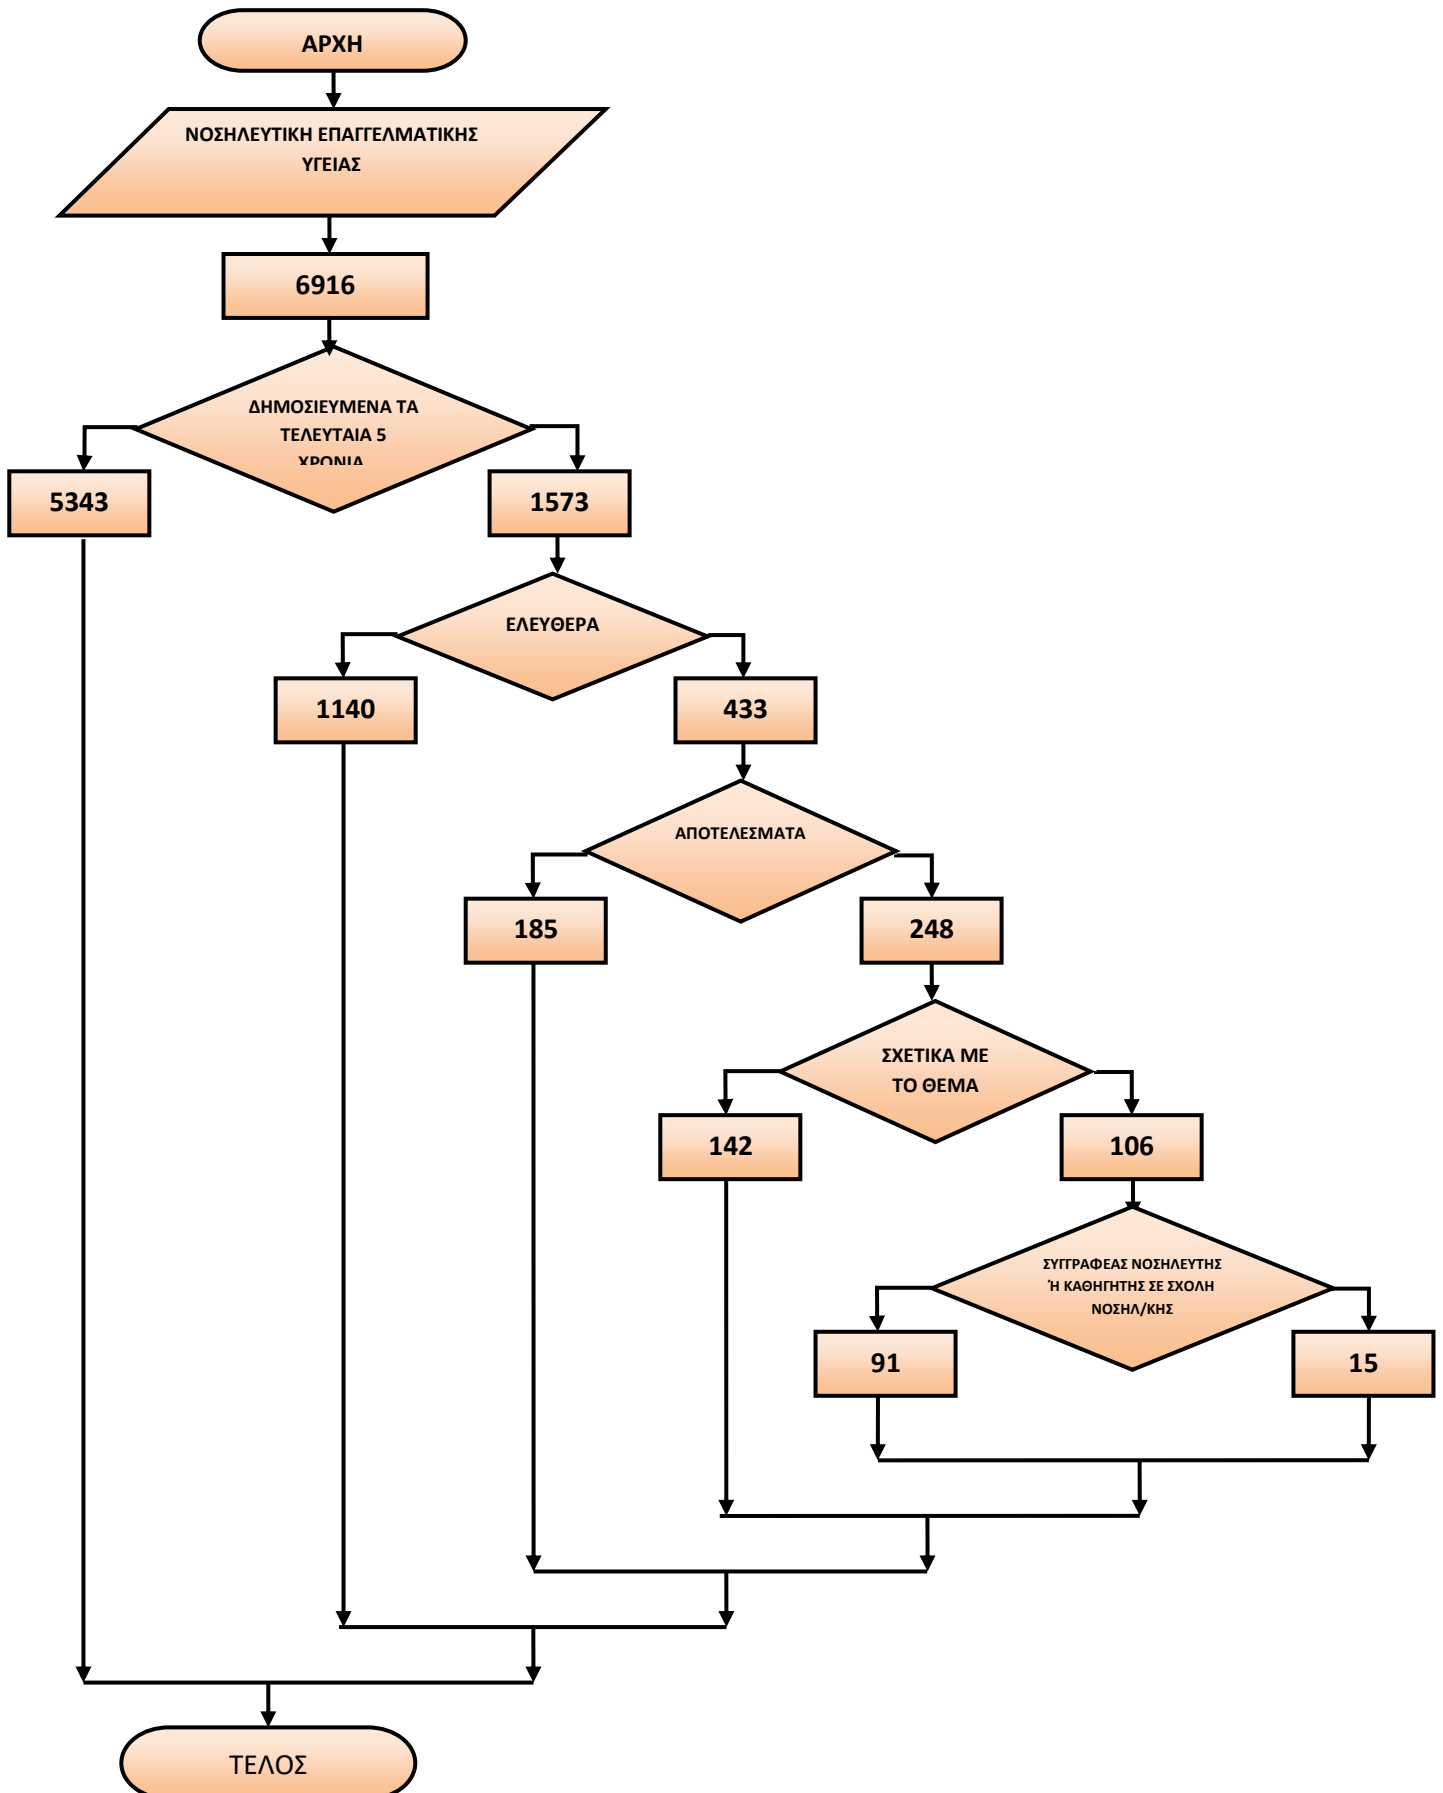 ΑΡΧΗ
ΝΟΣΗΛΕΥΤΙΚΗ ΕΠΑΓΓΕΛΜΑΤΙΚΗΣ
ΥΓΕΙΑΣ
6916
ΔΗΜΟΣΙΕΥΜΕΝΑ ΤΑ
ΤΕΛΕΥΤΑΙΑ 5
ΧΡΟΝΙΑ
5343
1573
ΕΛΕΥΘΕΡΑ
1140
433
ΑΠΟΤΕΛΕΣΜΑΤΑ
185
248
ΣΧΕΤΙΚΑ ΜΕ
ΤΟ ΘΕΜΑ
142
106
ΣΥΓΓΡΑΦΕΑΣ ΝΟΣΗΛΕΥΤΗΣ
Ή ΚΑΘΗΓΗΤΗΣ ΣΕ ΣΧΟΛΗ
ΝΟΣΗΛ/ΚΗΣ
91
15
ΤΕΛΟΣ